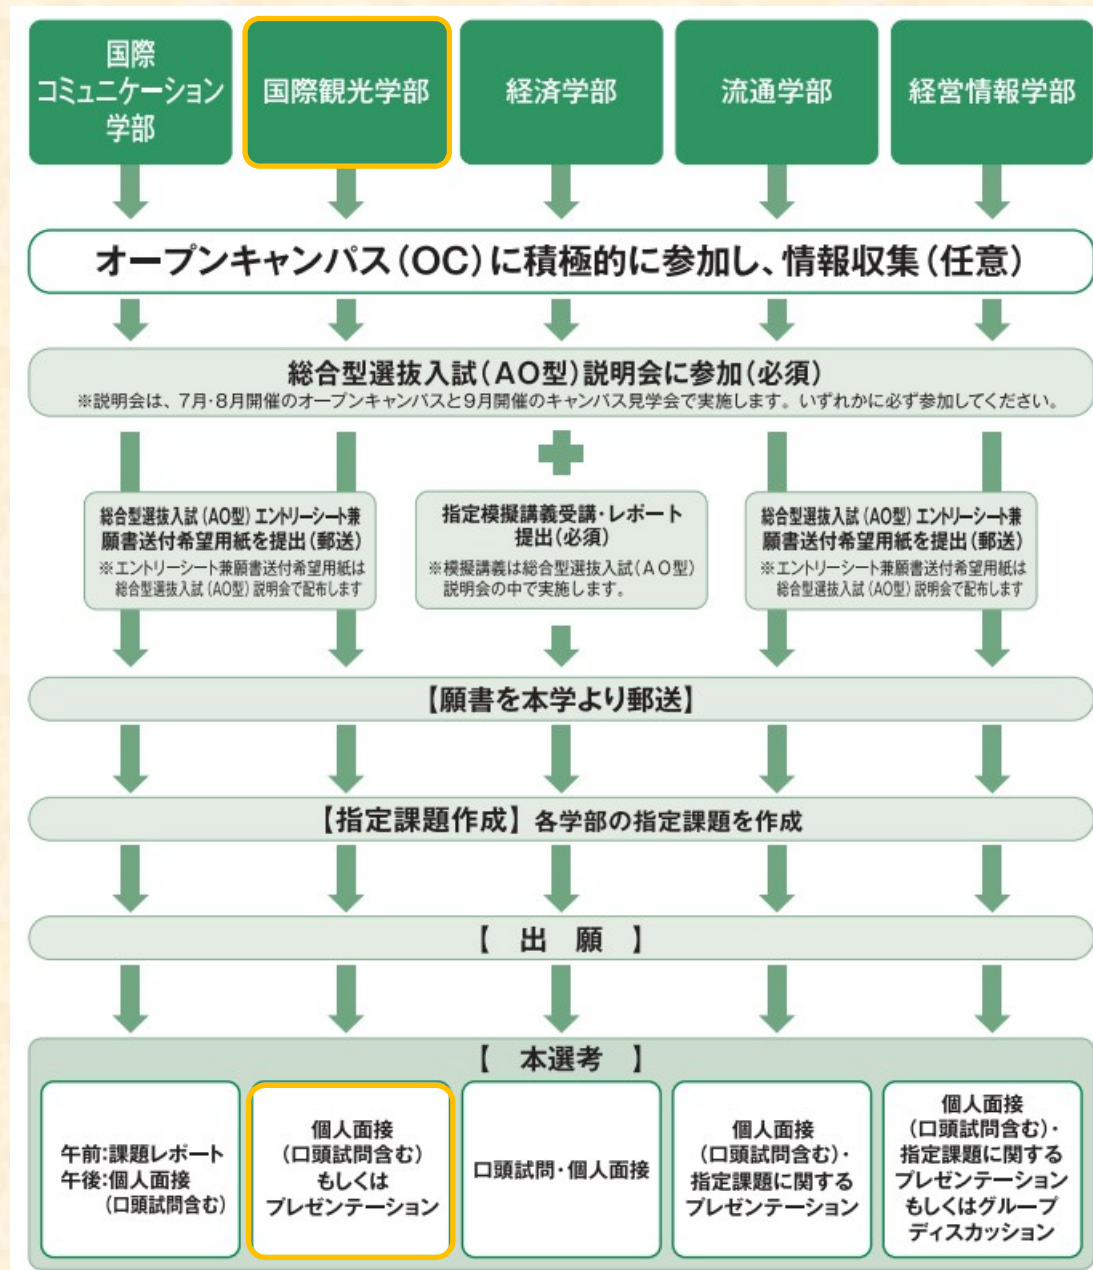 国際
コミュニケーション
学部
国際観光学部
経済学部
流通学部
経営情報学部
オープンキャンパス(OC)に積極的に参加し、情報収集(任意)
総合型選抜入試(AO型)説明会に参加(必須)
※説明会は、7月・8月開催のオープンキャンパスと9月開催のキャンパス見学会で実施します。いずれかに必ず参加してください。
総合型選抜入試(AO型)エントリーシート兼
願書送付希望用紙を提出(郵送)
※エントリーシート兼願書送付希望用紙は
総合型選抜入試(AO型)説明会で配布します
指定模擬講義受講・レポート
提出(必須)
※模擬講義は総合型選抜入試(AO型)
説明会の中で実施します。
総合型選抜入試(AO型)エントリーシート兼
願書送付希望用紙を提出(郵送)
※エントリーシート兼願書送付希望用紙は
総合型選抜入試(AO型)説明会で配布します
【願書を本学より郵送】
【指定課題作成】各学部の指定課題を作成
【 出 願 】
【 本選考 】
午前:課題レポート
午後:個人面接
(口頭試問含む)
個人面接
(口頭試問含む)
もしくは
プレゼンテーション
口頭試問・個人面接
個人面接
(口頭試問含む)・
指定課題に関する
プレゼンテーション
個人面接
(口頭試問含む)・
指定課題に関する
プレゼンテーション
もしくはグループ
ディスカッション